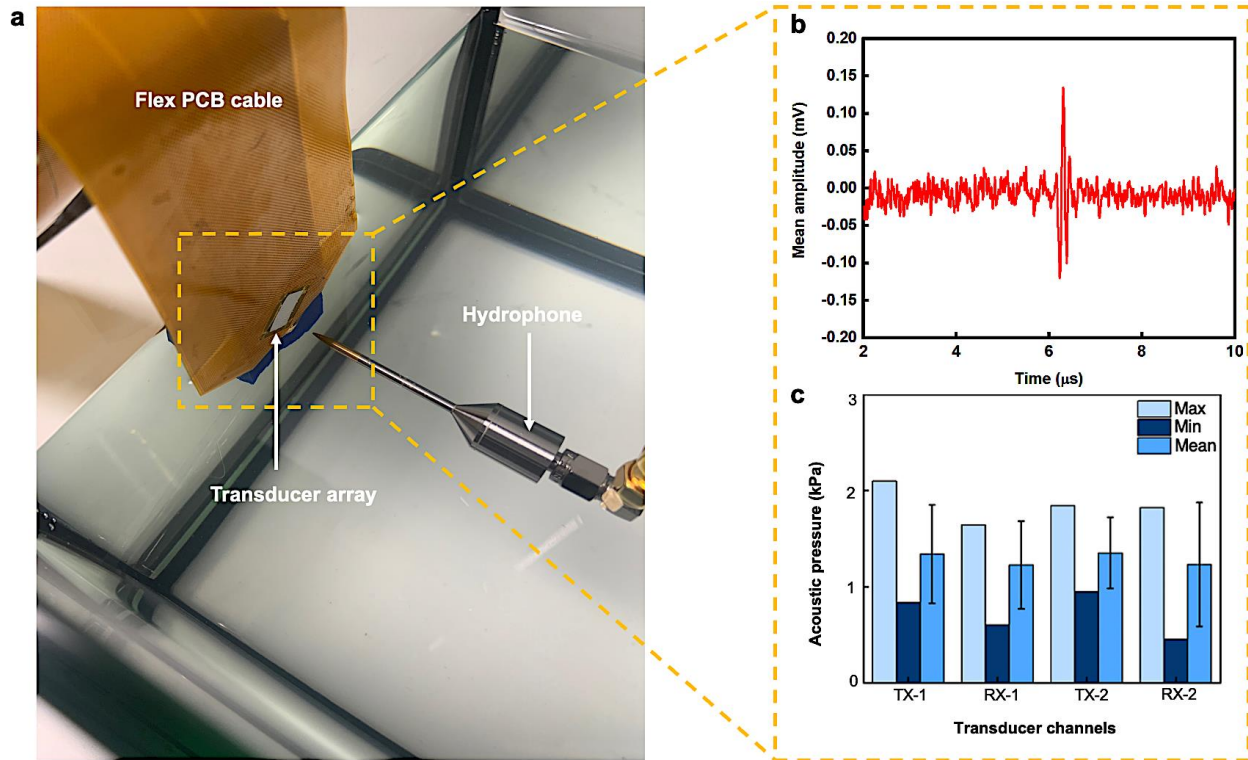 a
Flex PCB cable
Hydrophone
Transducer array
b
Mean amplitude (mV)
0.20
0.15
0.10
0.05
0.00
-0.05
-0.10
-0.15
-0.20
2
4
6
8
10
Time (μs)
c
Acoustic pressure (kPa)
3
2
1
0
Max
Min
Mean
TX-1
RX-1
TX-2
RX-2
Transducer channels